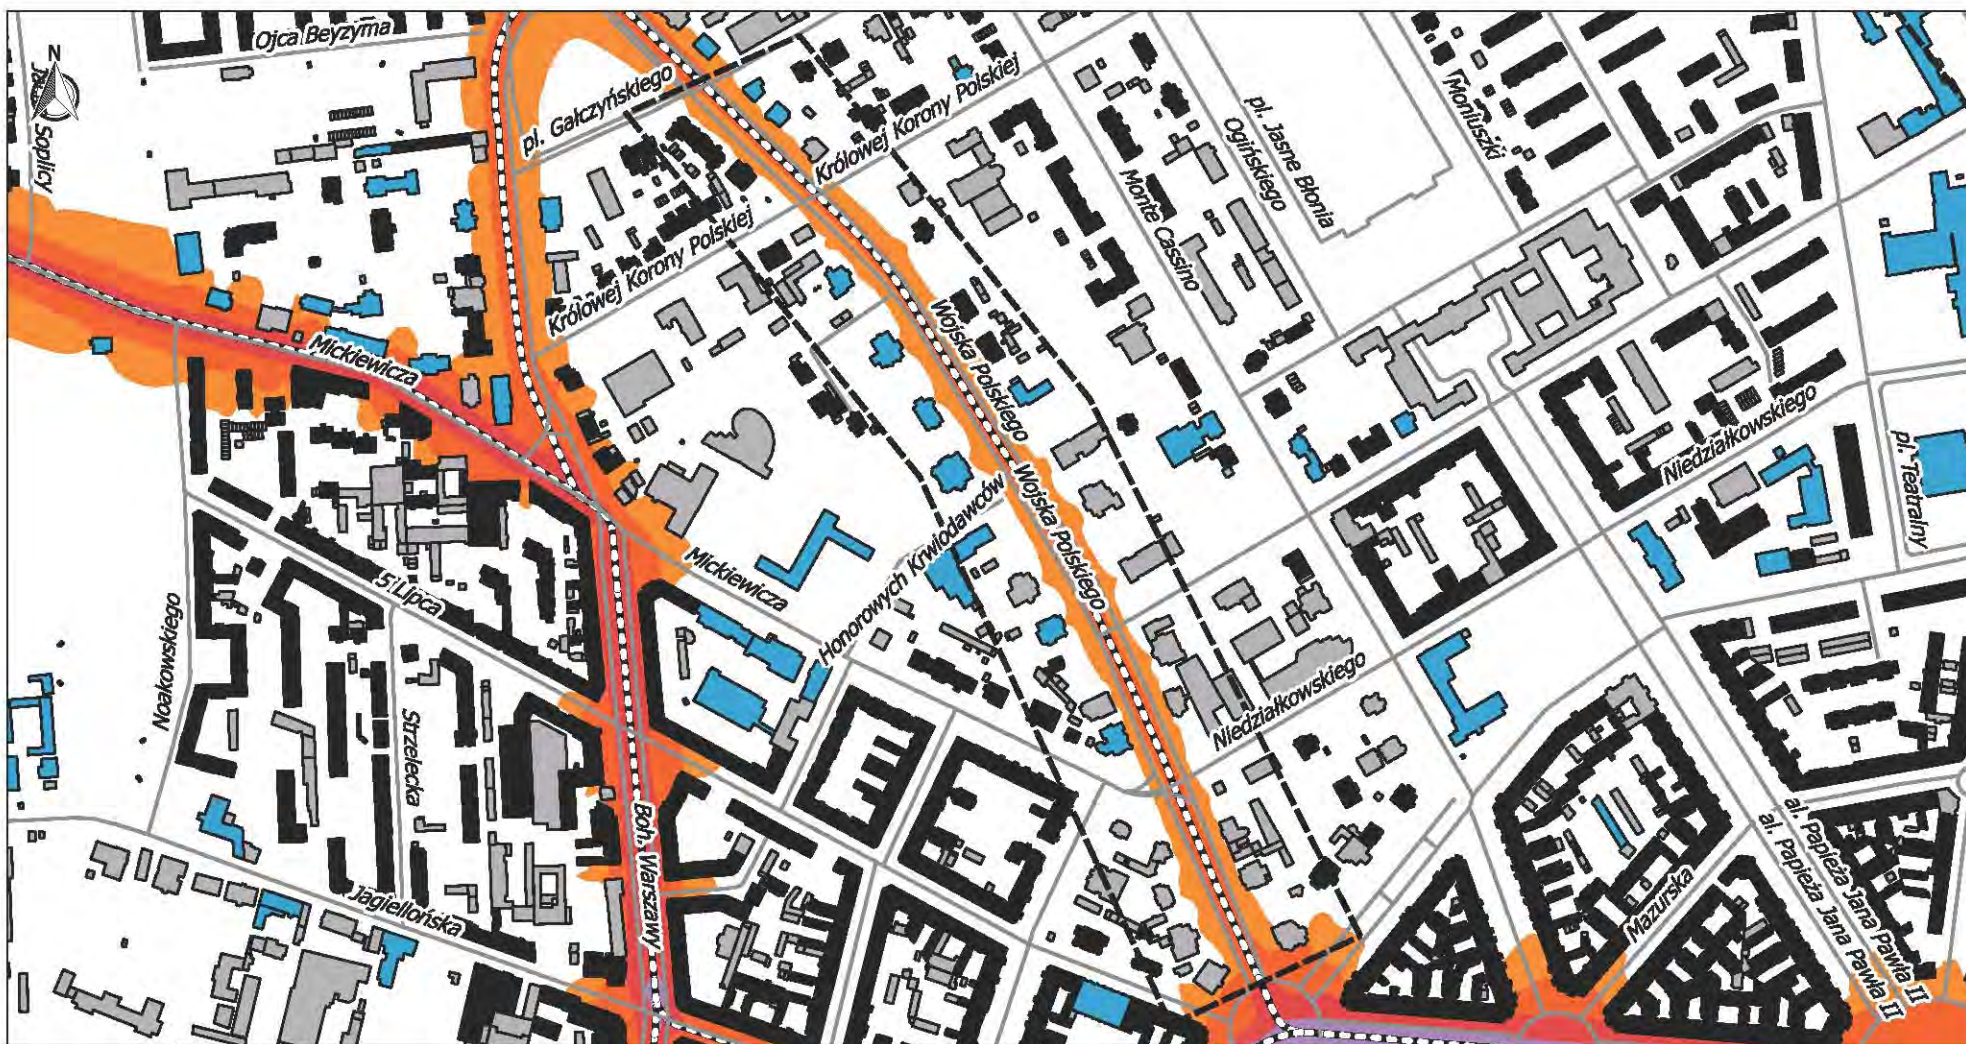 Ojca Beyzyma
N
Soplicy
pl. Gałczyńskiego
Królowej Korony Polskiej
Moniuszki
pl. Jasne Błonia
Ogińskiego
Monte Cassino
Królowej Korony Polskiej
Mickiewicza
Wojska Polskiego
Wojska Polskiego
Niedziałkowskiego
pl. Teatralny
Honorowych Krwiodawców
Mickiewicza
5 Lipca
Noakowskiego
Strzelecka
Niedziałkowskiego
Boh. Warszawy
Jagiellońska
Mazurska
al. Papieża Jana Pawła II
al. Papieża Jana Pawła II